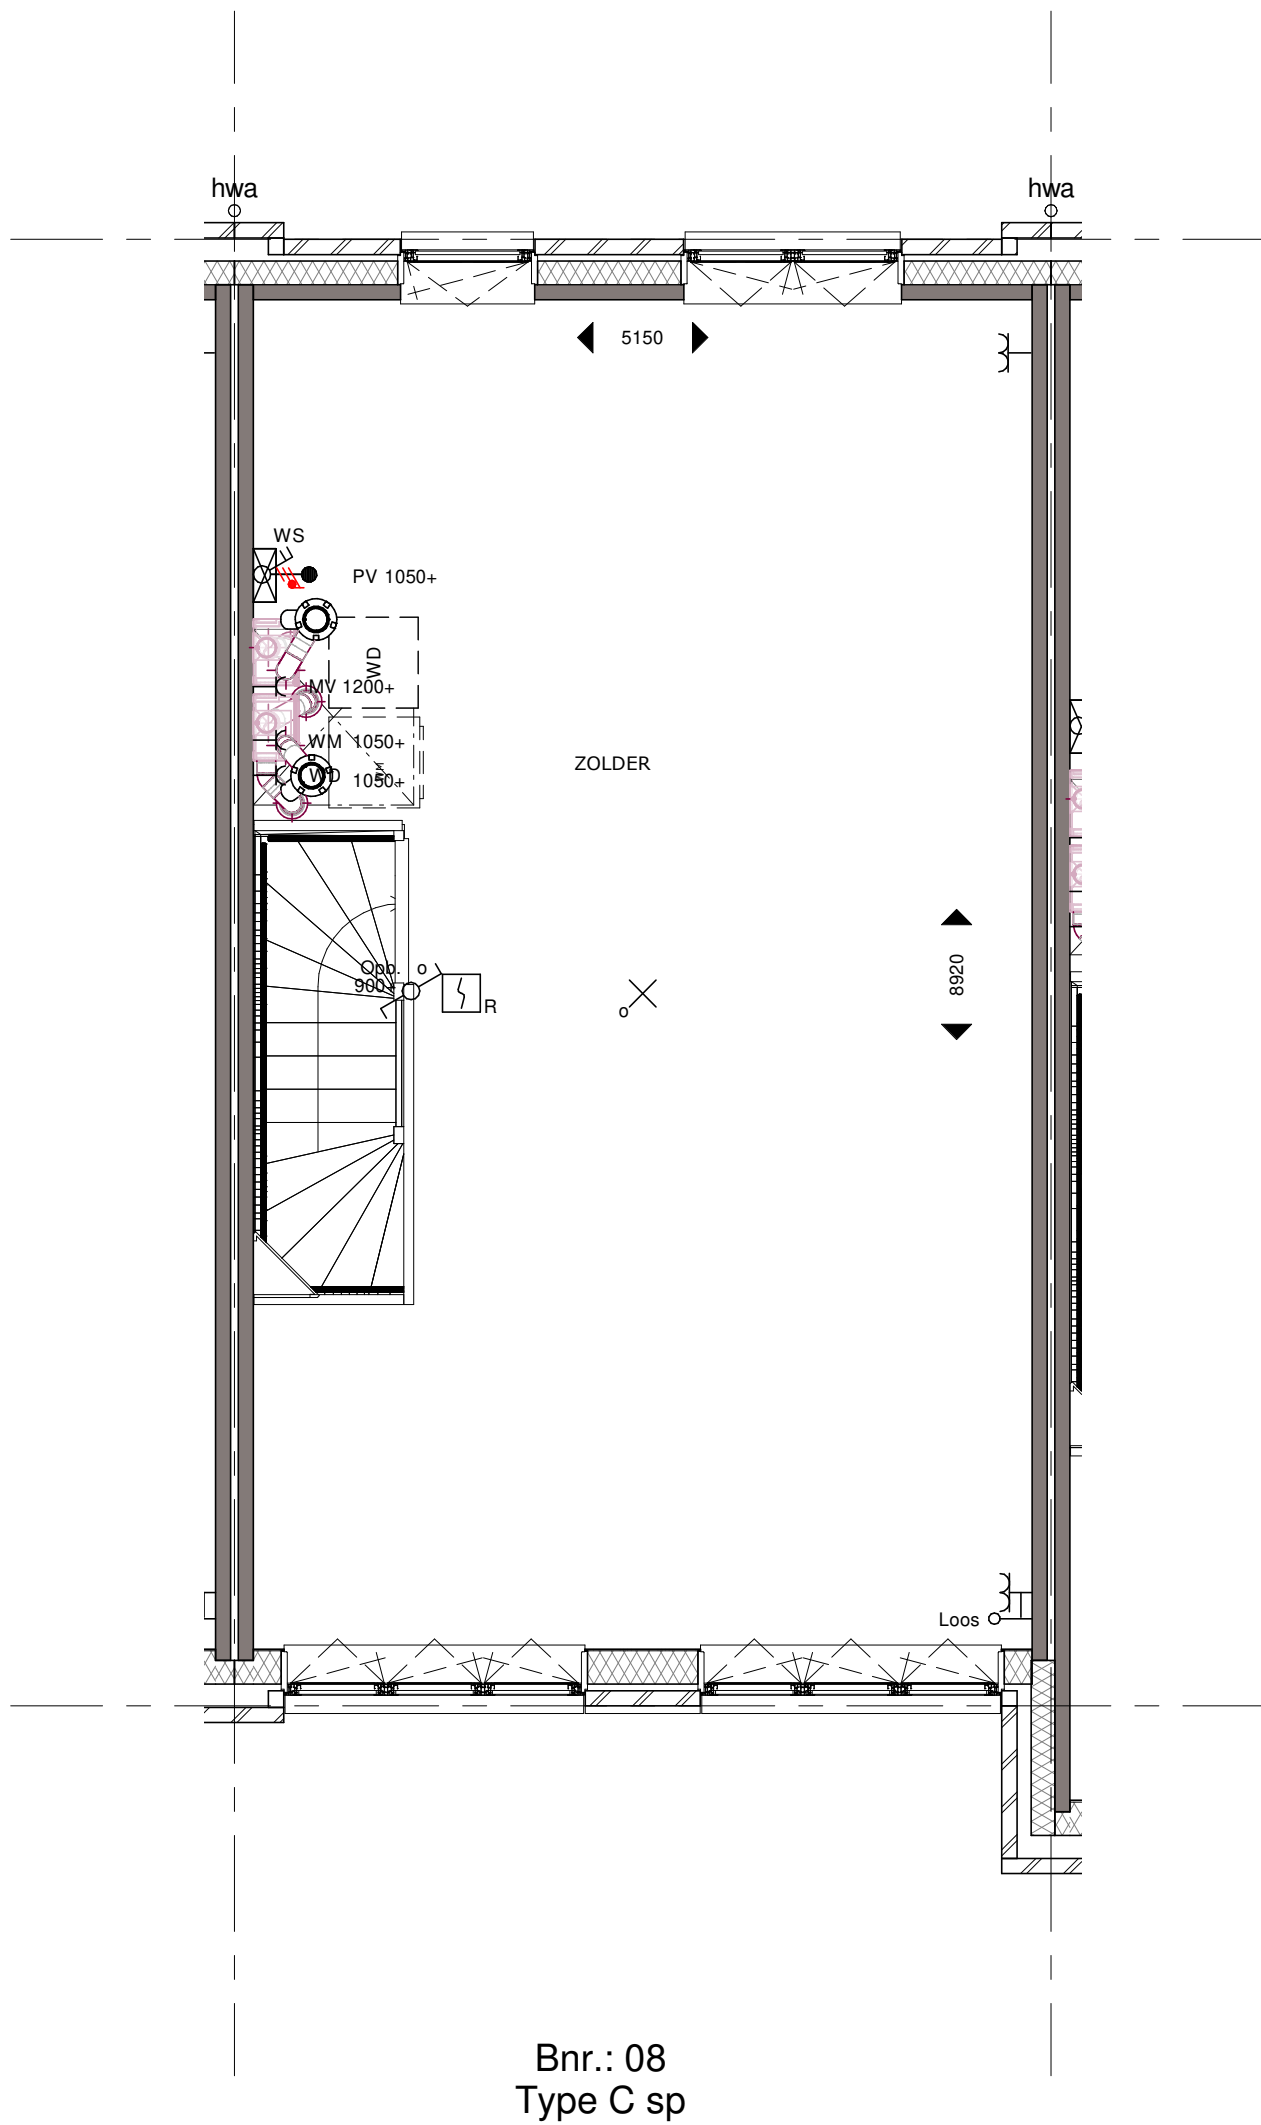 hwa
hwa
5150
WS
PV 1050+
WD
MV 1200+
WM 1050+
WD 1050+
ZOLDER
8920
Opb. o
900+
R
o
Loos
Bnr.: 08
Type C sp